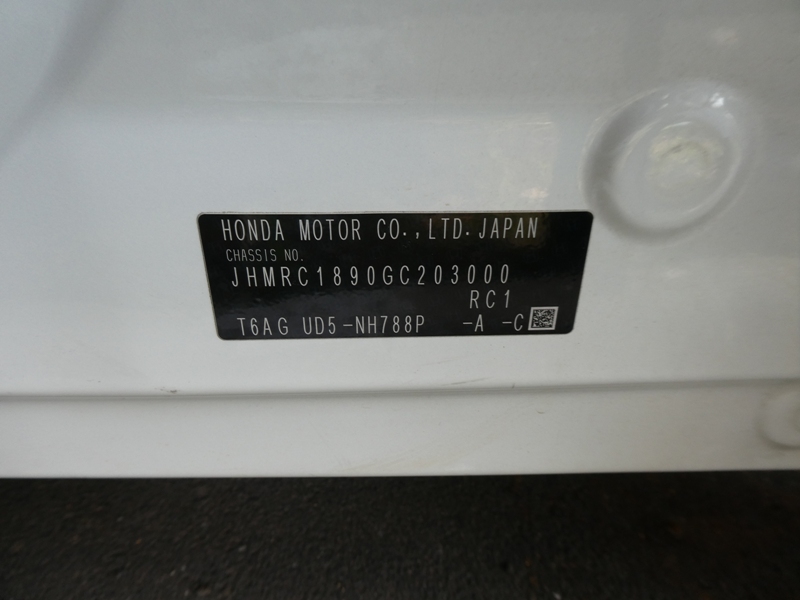 HONDA MOTOR CO.,LTD.JAPAN
CHASSIS NO.
JHMRC1890GC203000
RC1
T6AG UD5-NH788P -A -C